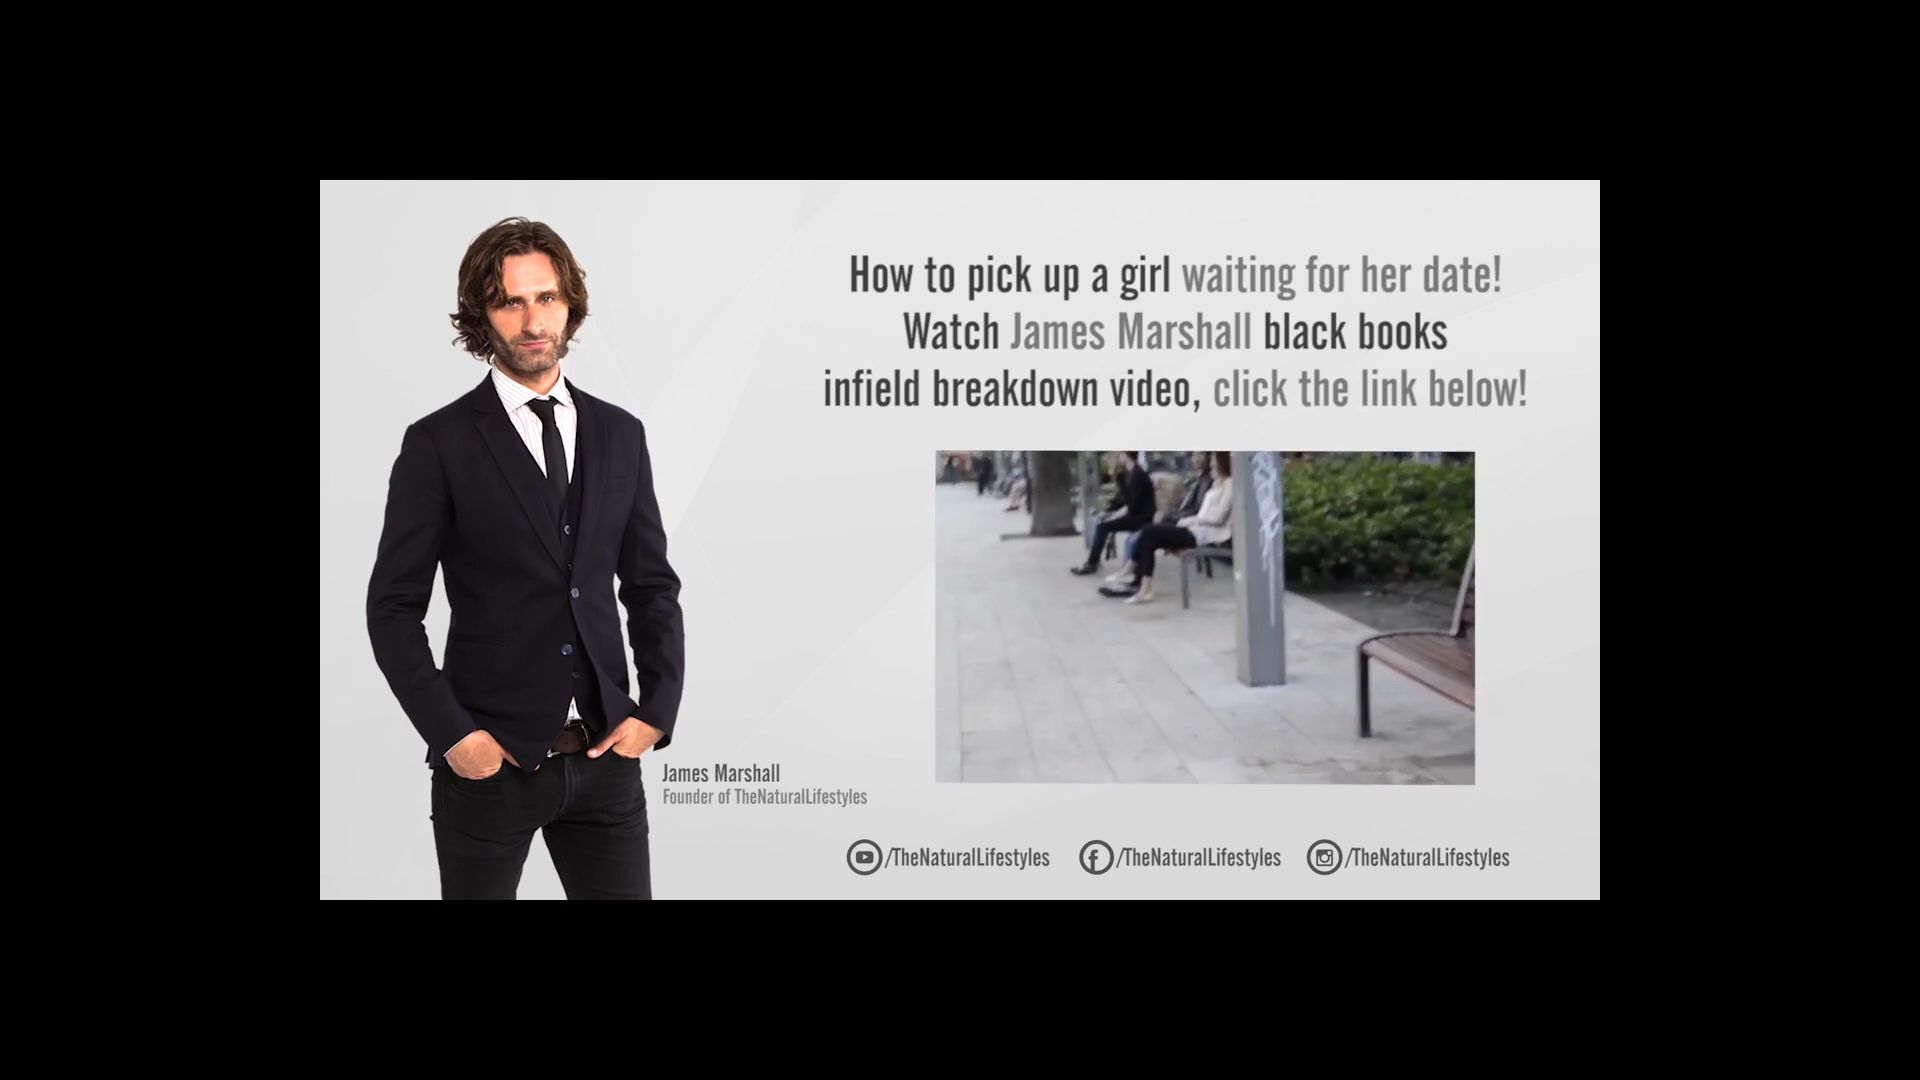 How to pick up a girl waiting for her date!
Watch James Marshall black books
infield breakdown video, click the link below!
James Marshall
Founder of TheNaturalLifestyles
/TheNaturalLifestyles /TheNaturalLifestyles /TheNaturalLifestyles